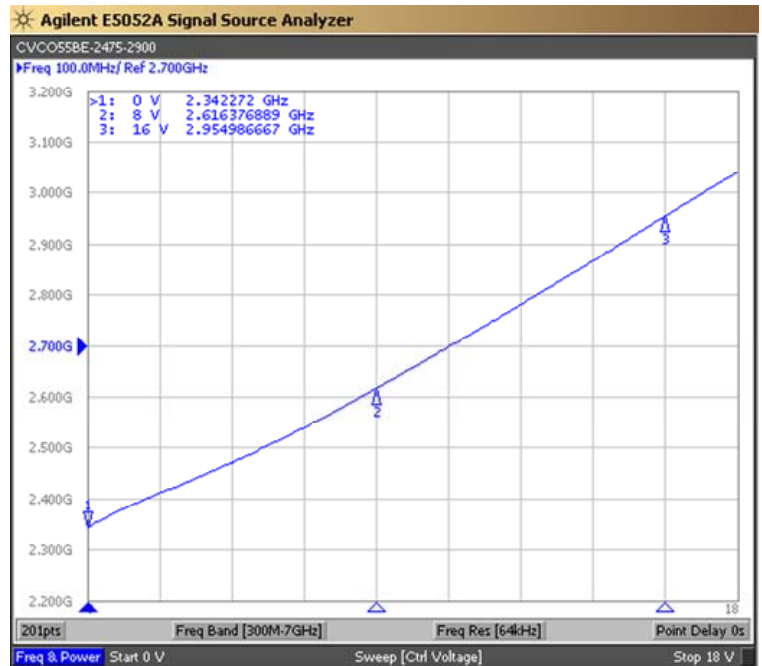 Agilent E5052A Signal Source Analyzer
CVCO55BE-2475-2900
▶Freq 100.0MHz/ Ref 2.700GHz
3.200G
>1: 0 V 2.342272 GHz
2: 8 V 2.616376889 GHz
3: 16 V 2.954986667 GHz
3.100G
3.000G
2.900G
3
2.800G
2.700G
2.600G
2
2.500G
2.400G
1
2.300G
2.200G
18
201pts Freq Band [300M-7GHz] Freq Res [64kHz] Point Delay 0s
Freq & Power Start 0 V Sweep [Ctrl Voltage] Stop 18 V